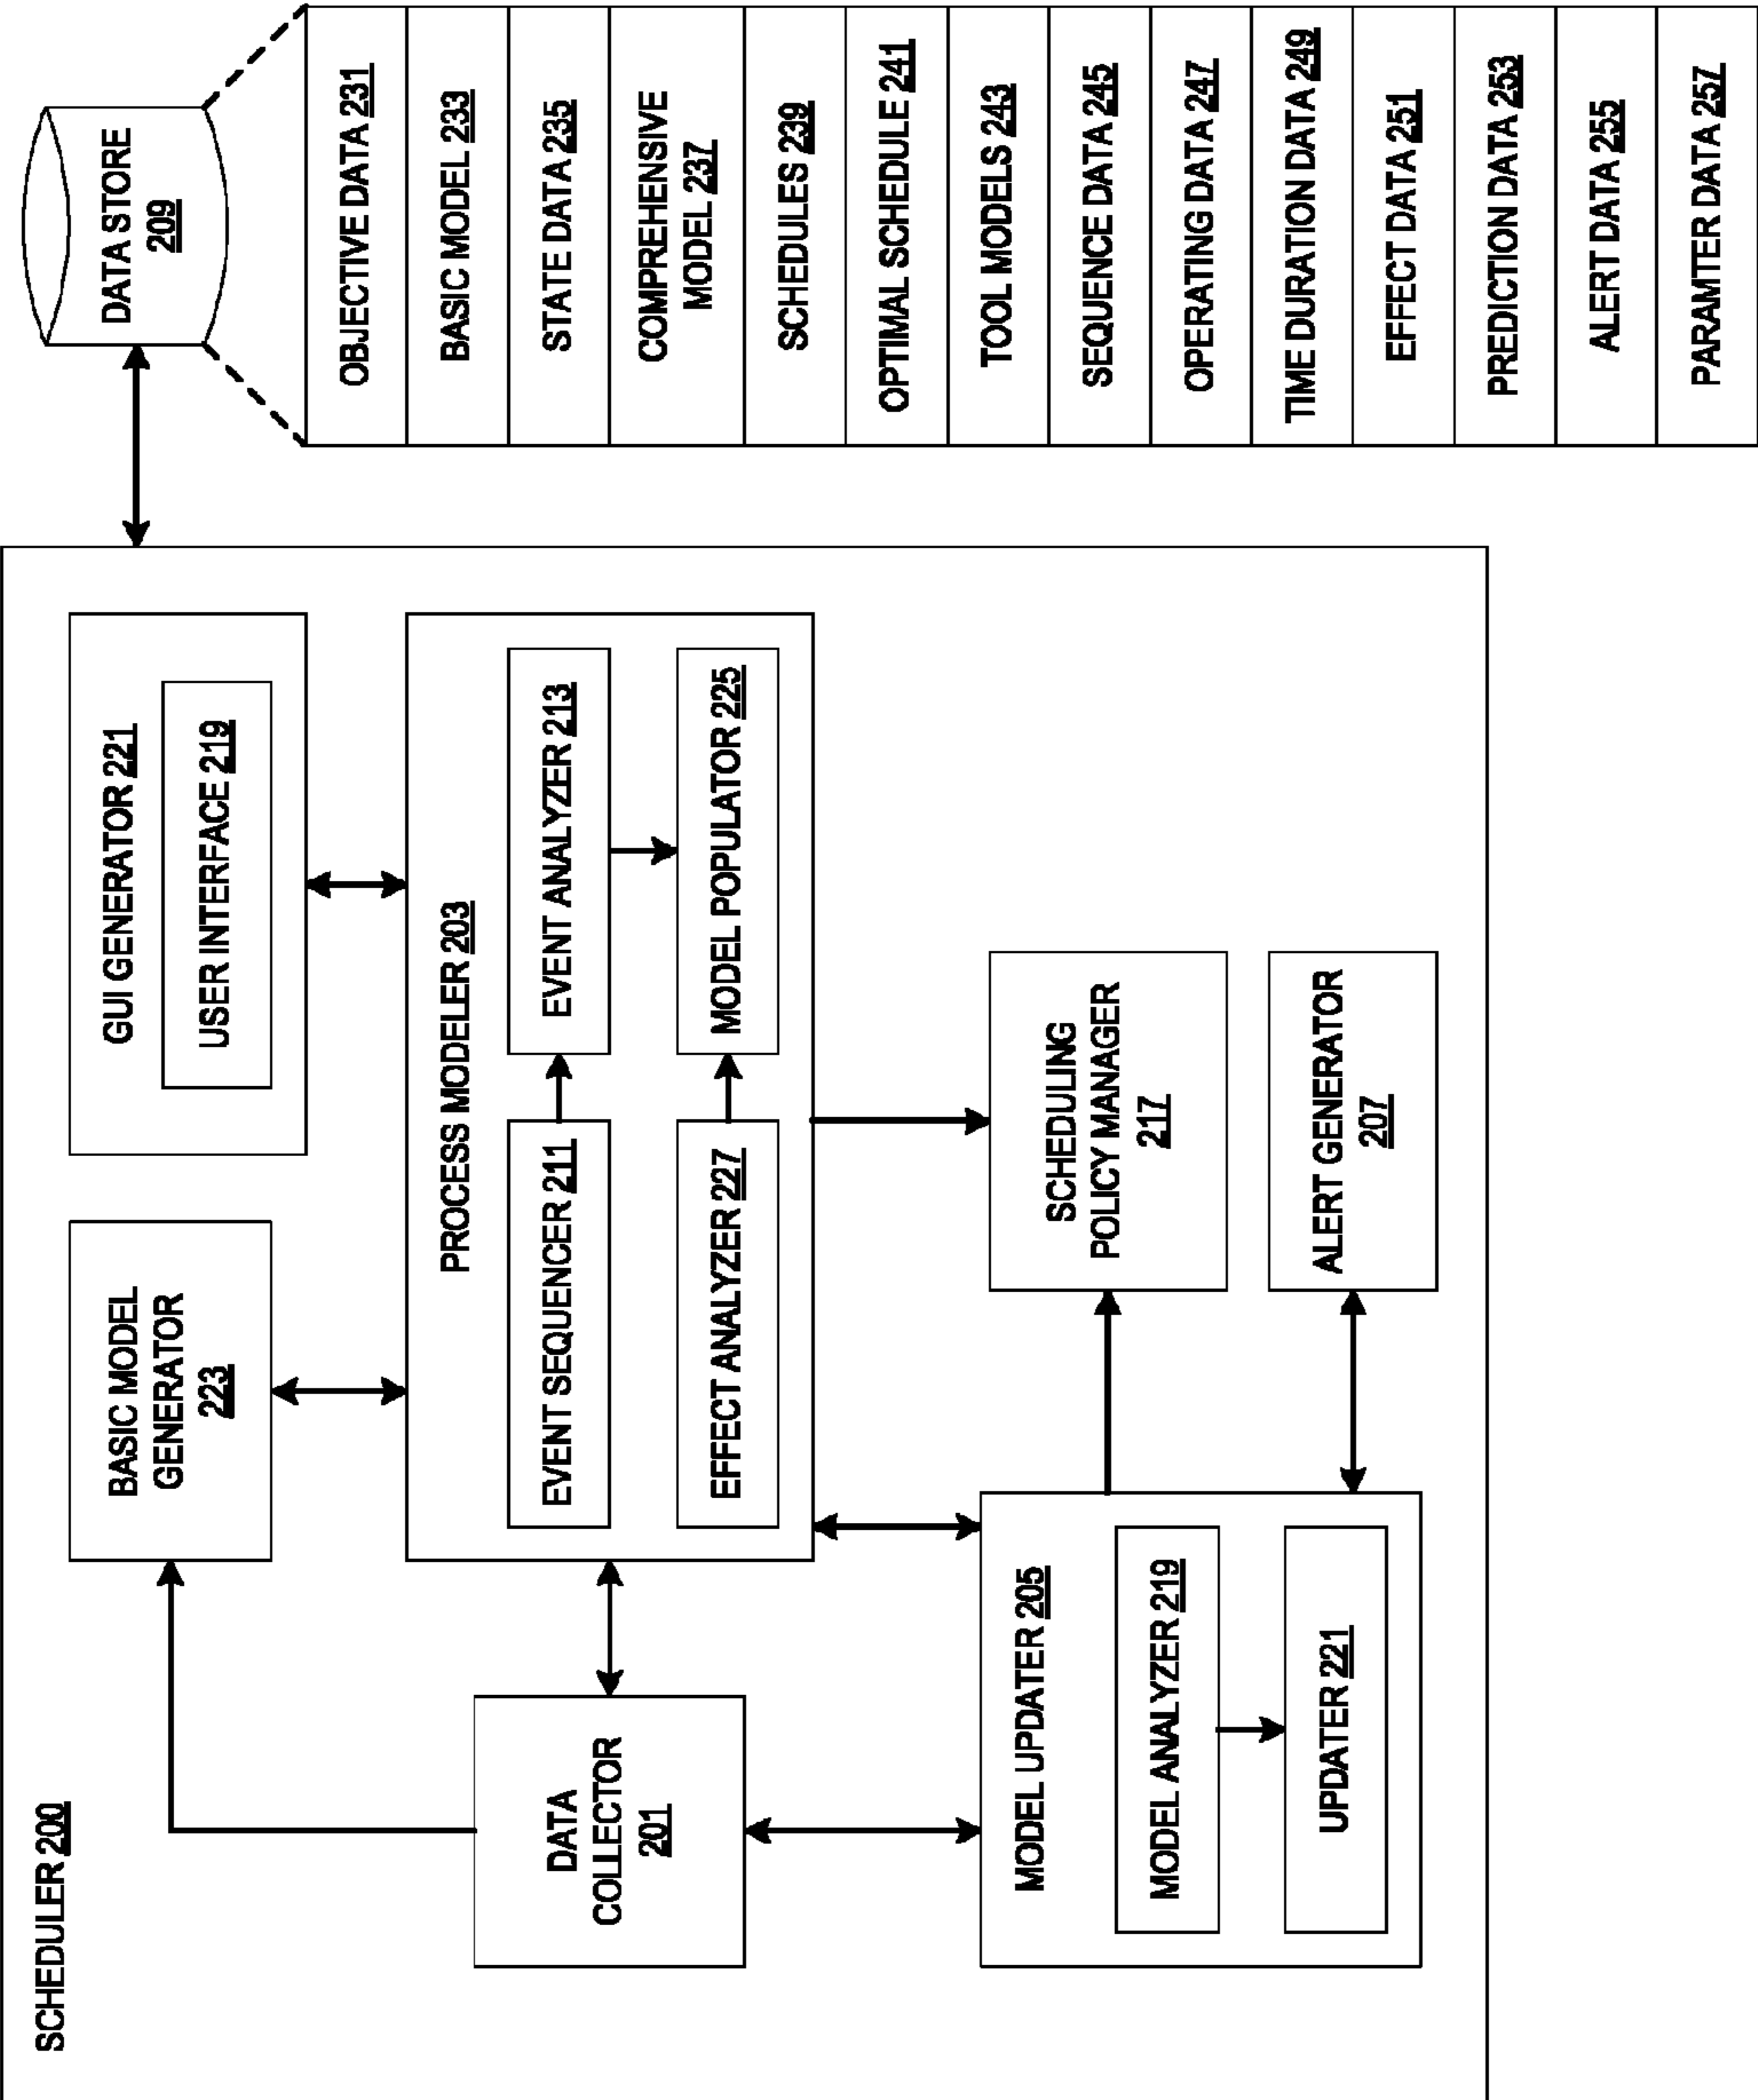 SCHEDULER 200
BASIC MODEL
GENERATOR
223
GUI GENERATOR 221
USER INTERFACE 219
DATA
COLLECTOR
201
PROCESS MODELER 203
EVENT SEQUENCER 211
EVENT ANALYZER 213
EFFECT ANALYZER 227
MODEL POPULATOR 225
MODEL UPDATER 205
MODEL ANALYZER 219
UPDATER 221
SCHEDULING
POLICY MANAGER
217
ALERT GENERATOR
207
DATA STORE
209
OBJECTIVE DATA 231
BASIC MODEL 233
STATE DATA 235
COMPREHENSIVE
MODEL 237
SCHEDULES 239
OPTIMAL SCHEDULE 241
TOOL MODELS 243
SEQUENCE DATA 245
OPERATING DATA 247
TIME DURATION DATA 249
EFFECT DATA 251
PREDICTION DATA 253
ALERT DATA 255
PARAMTER DATA 257